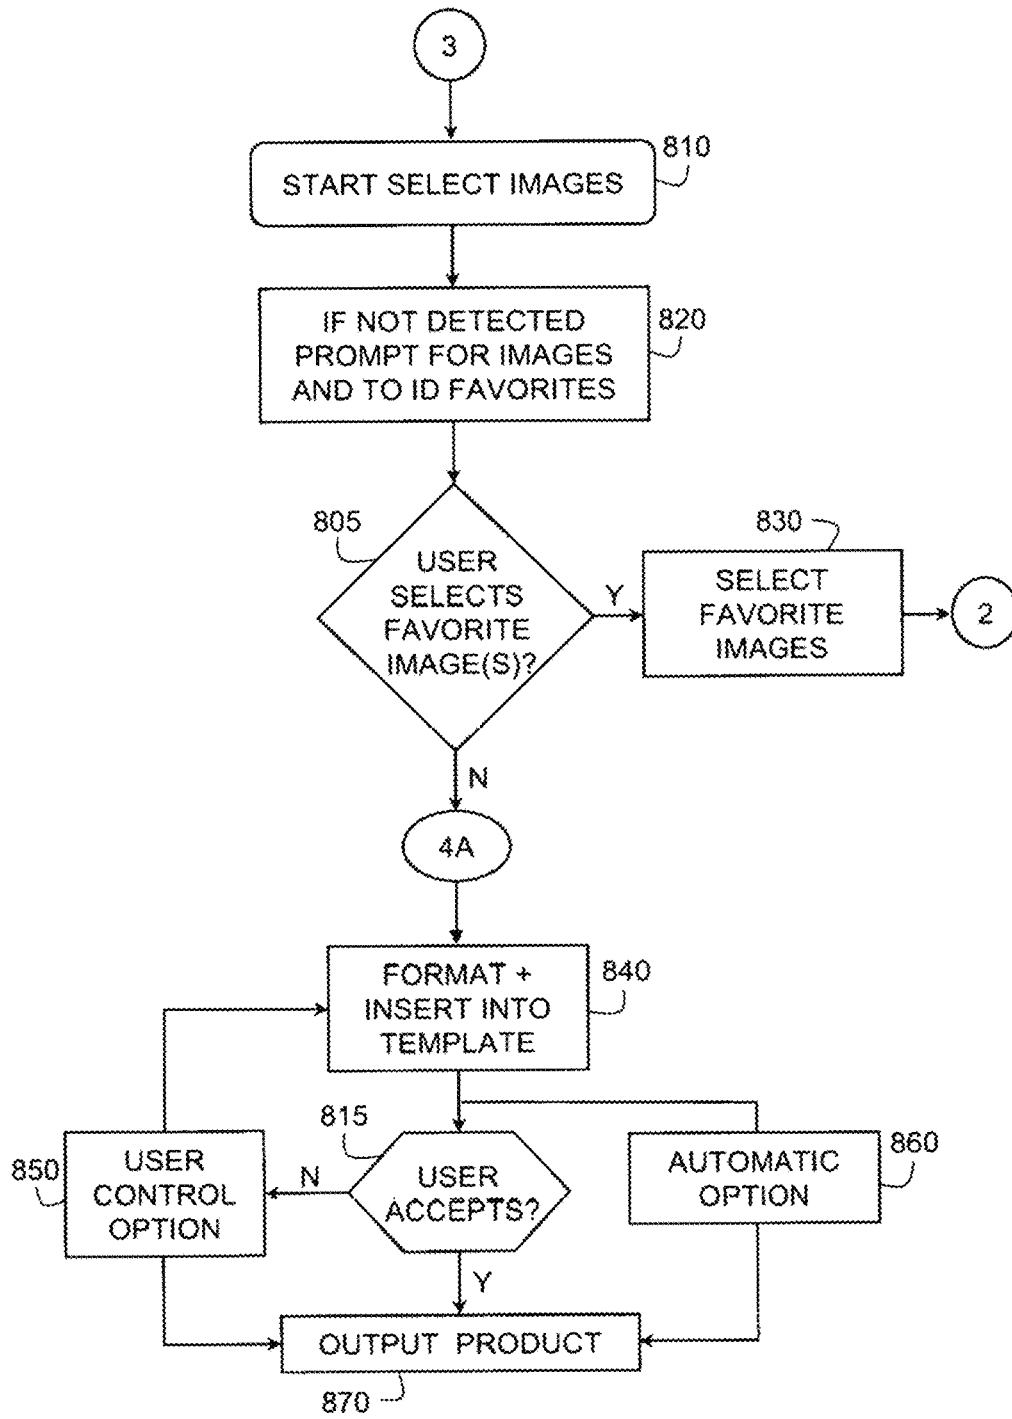 3
START SELECT IMAGES
810
IF NOT DETECTED
PROMPT FOR IMAGES
AND TO ID FAVORITES
820
805
USER
SELECTS
FAVORITE
IMAGE(S)?
Y
830
SELECT
FAVORITE
IMAGES
2
N
4A
FORMAT +
INSERT INTO
TEMPLATE
840
815
USER
ACCEPTS?
N
850
USER
CONTROL
OPTION
AUTOMATIC
OPTION
860
Y
OUTPUT PRODUCT
870